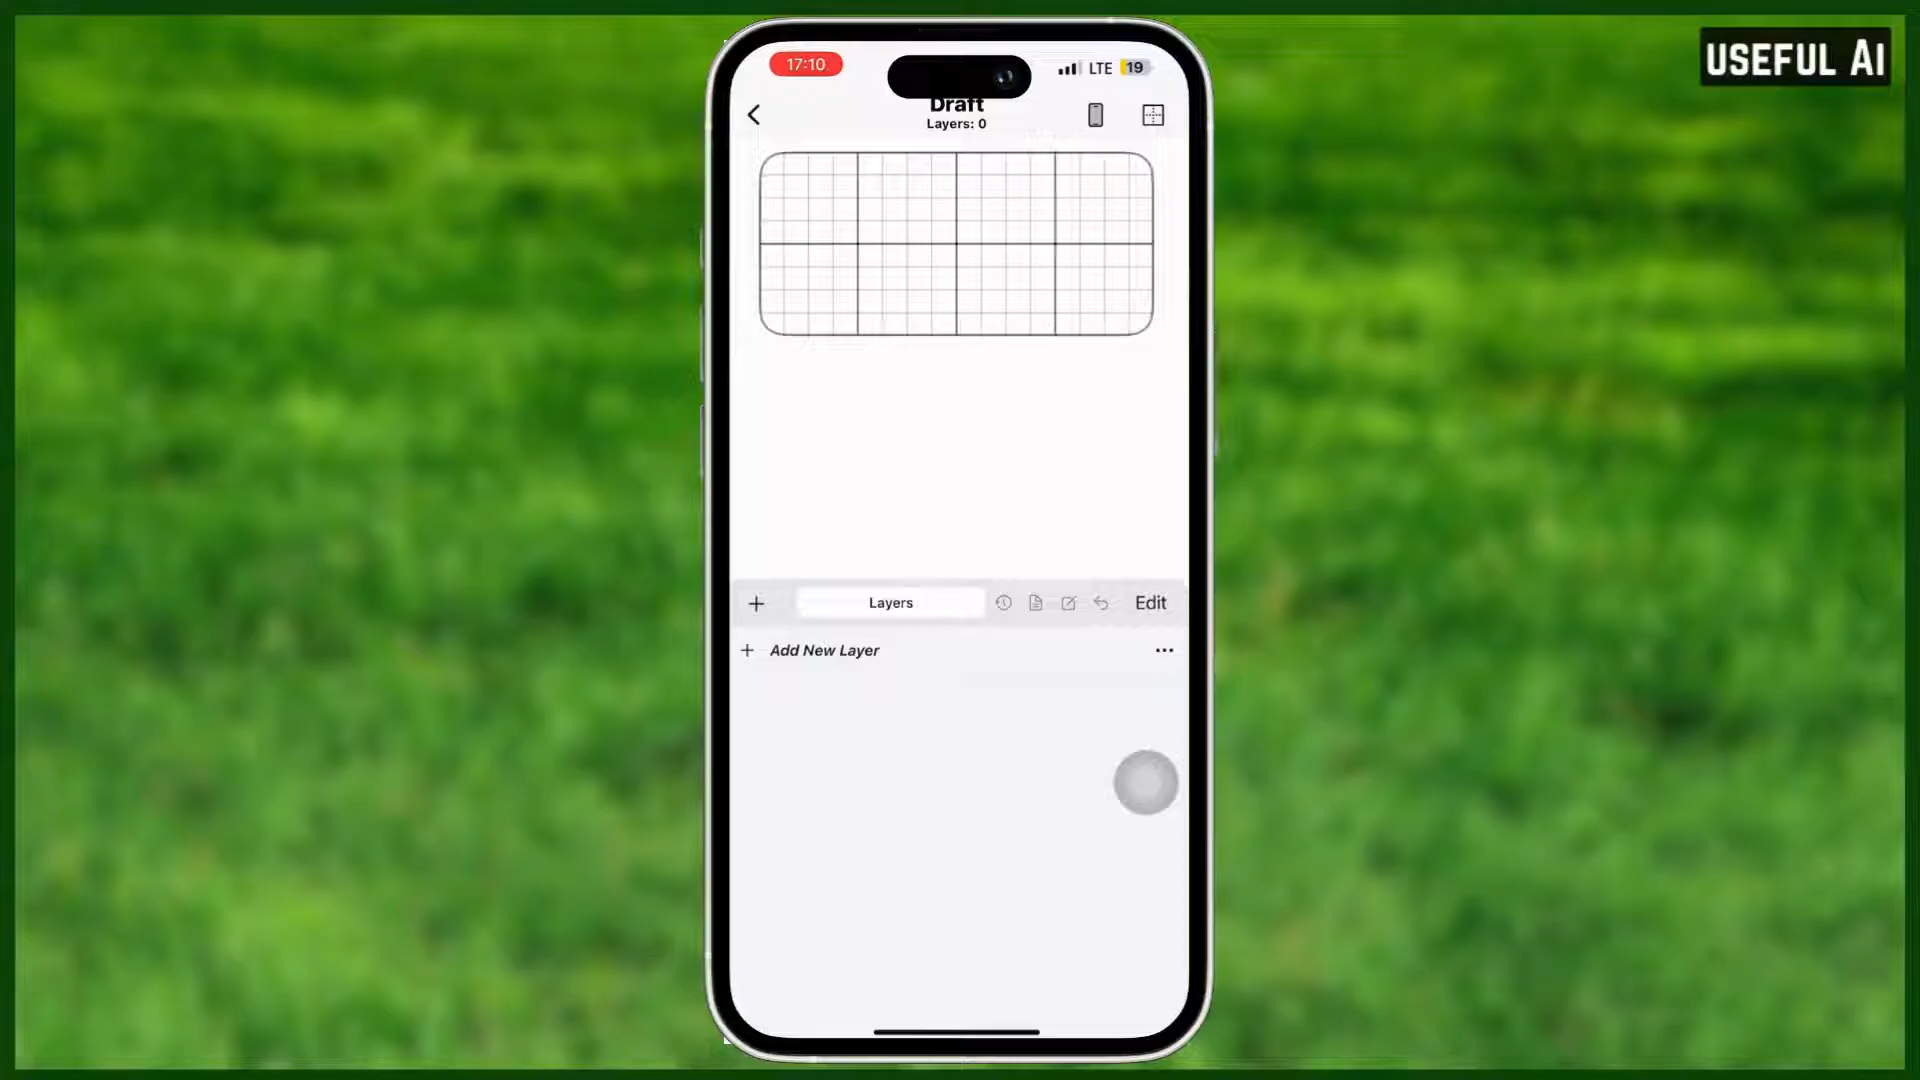 USEFUL AI
17:10
LTE 19
Draft
Layers: 0
Layers
Edit
Add New Layer